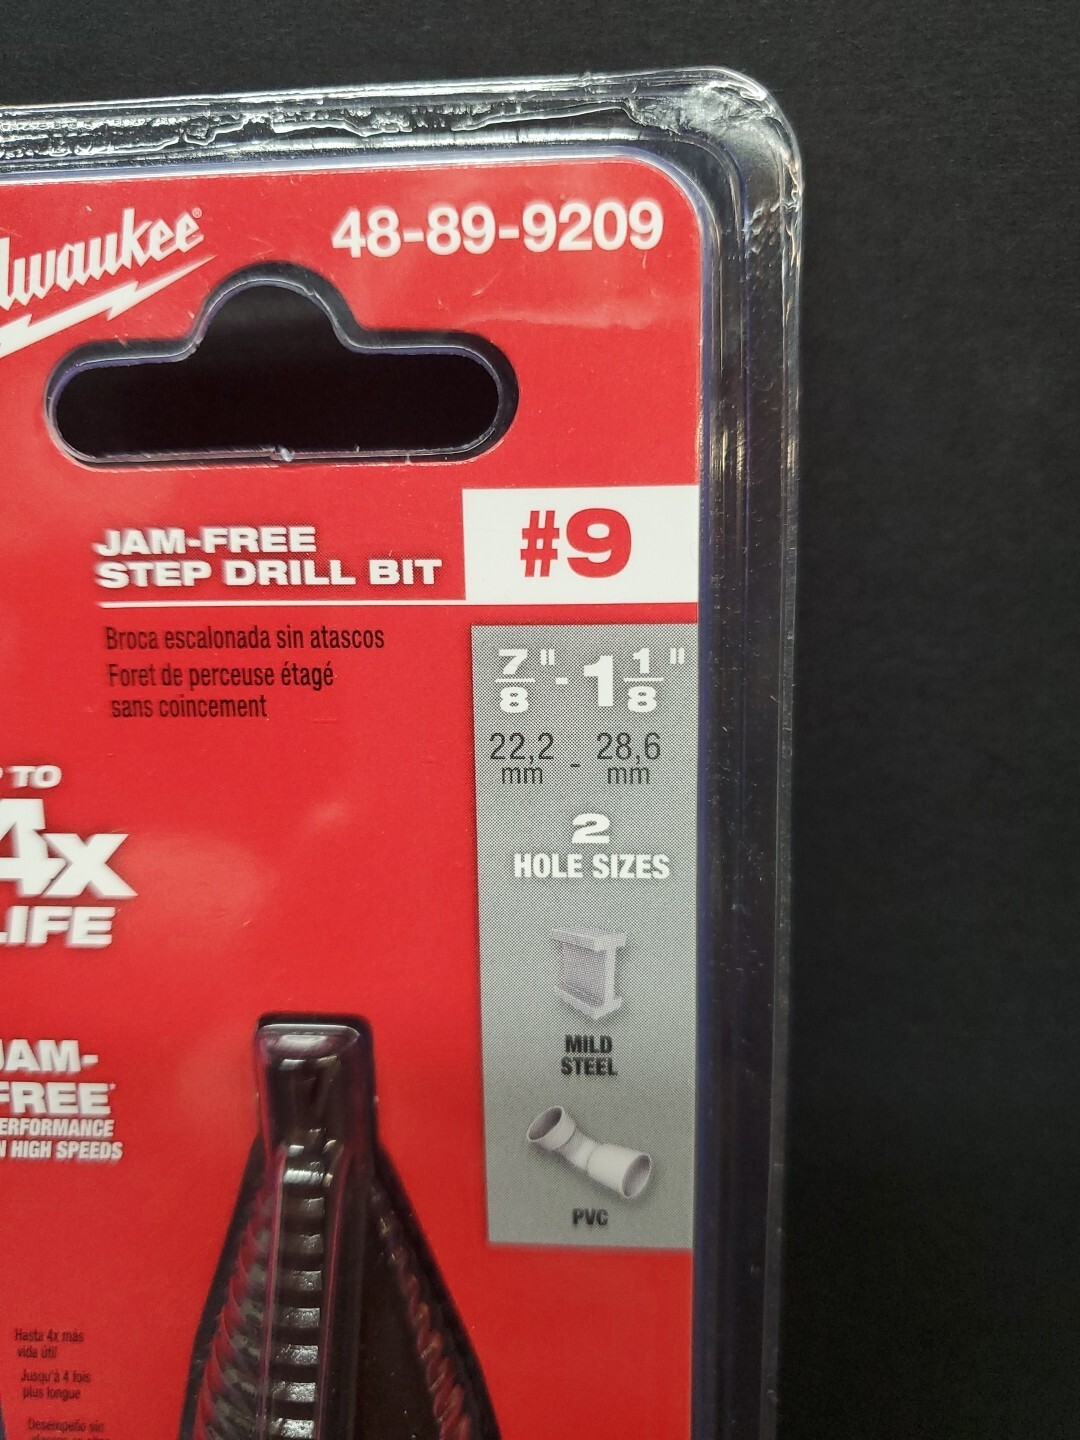 48-89-9209
#9
JAM-FREE
STEP DRILL BIT
Broca escalonada sin atascos
Foret de perceuse étagé
sans coincement
7/8" - 1 1/8"
22,2 mm - 28,6 mm
2
HOLE SIZES
MILD
STEEL
PVC
TO
4X
LIFE
JAM-
FREE*
HIGH SPEEDS
Hasta 4x más
vida útil
Jusqu'à 4 fois
plus longue
Desempeño sin